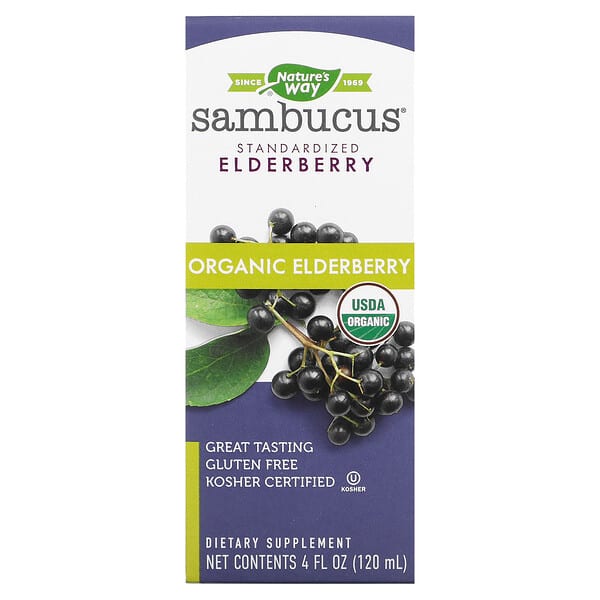 SINCE Nature's Way 1969
sambucus®
STANDARDIZED
ELDERBERRY
ORGANIC ELDERBERRY
USDA
ORGANIC
GREAT TASTING
GLUTEN FREE
KOSHER CERTIFIED U KOSHER
DIETARY SUPPLEMENT
NET CONTENTS 4 FL OZ (120 mL)